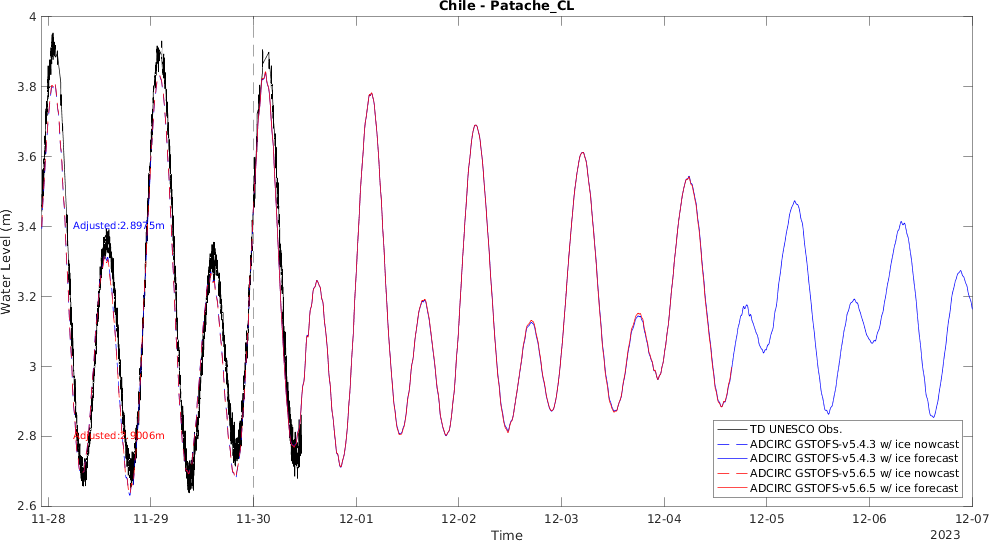 Chile - Patache_CL
4
3.8
3.6
3.4
3.2
3
2.8
2.6
Water Level (m)
Adjusted:2.8975m
Adjusted:2.9006m
TD UNESCO Obs.
ADCIRC GSTOFS-v5.4.3 w/ ice nowcast
ADCIRC GSTOFS-v5.4.3 w/ ice forecast
ADCIRC GSTOFS-v5.6.5 w/ ice nowcast
ADCIRC GSTOFS-v5.6.5 w/ ice forecast
11-28 11-29 11-30 12-01 12-02 12-03 12-04 12-05 12-06 12-07
Time
2023